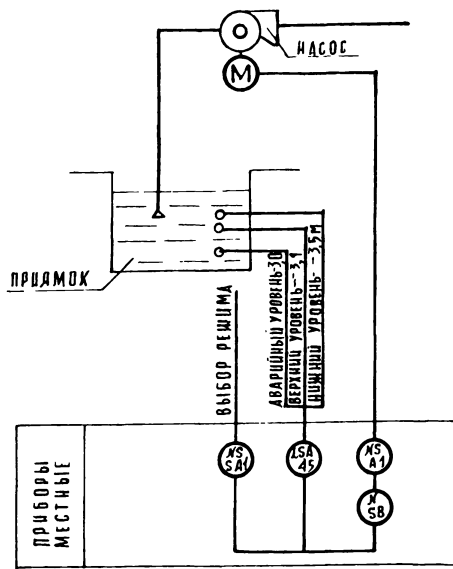 НАСОС
М
ПРИЯМОК
ВЫБОР РЕЖИМА
АВАРИЙНЫЙ УРОВЕНЬ-3,0
ВЕРХНИЙ УРОВЕНЬ--3,1
НИЖНИЙ УРОВЕНЬ--3,5М
ПРИБОРЫ
МЕСТНЫЕ
NS
SA1
LSA
A5
NS
A1
N
SB